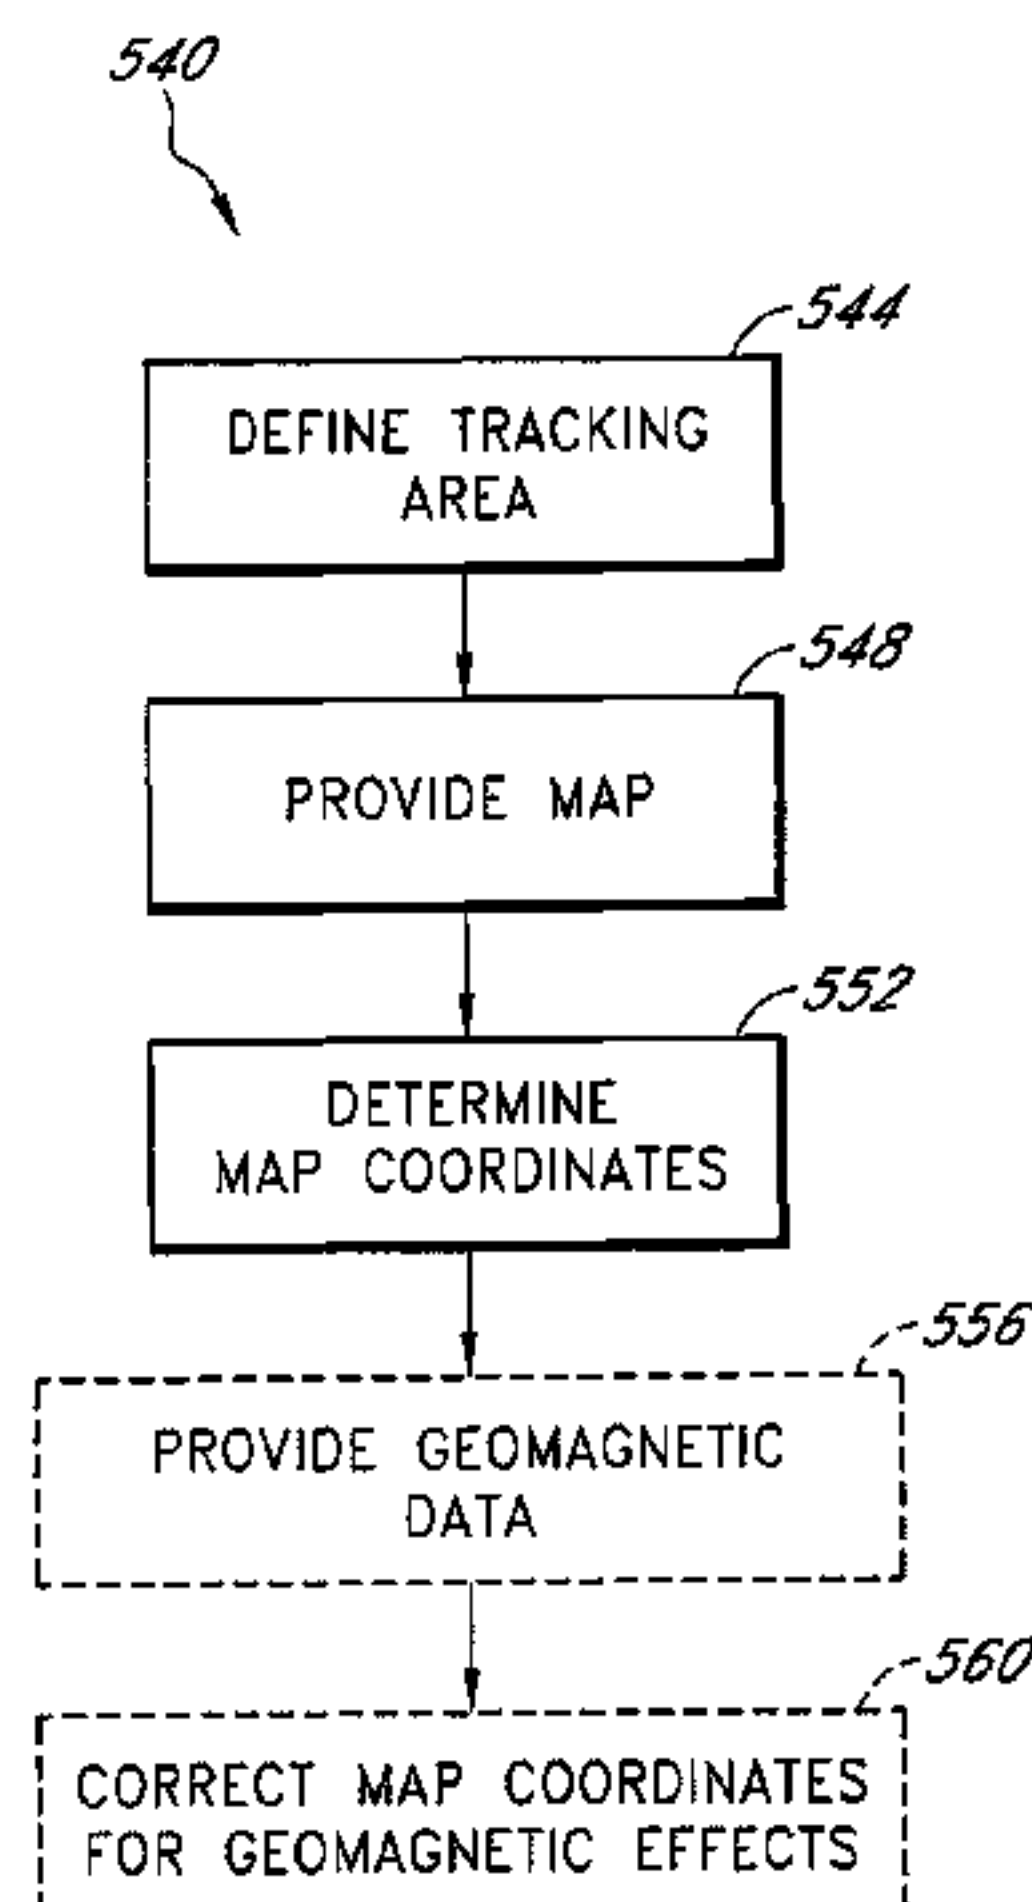 540
544
DEFINE TRACKING
AREA
548
PROVIDE MAP
552
DETERMINE
MAP COORDINATES
556
PROVIDE GEOMAGNETIC
DATA
560
CORRECT MAP COORDINATES
FOR GEOMAGNETIC EFFECTS